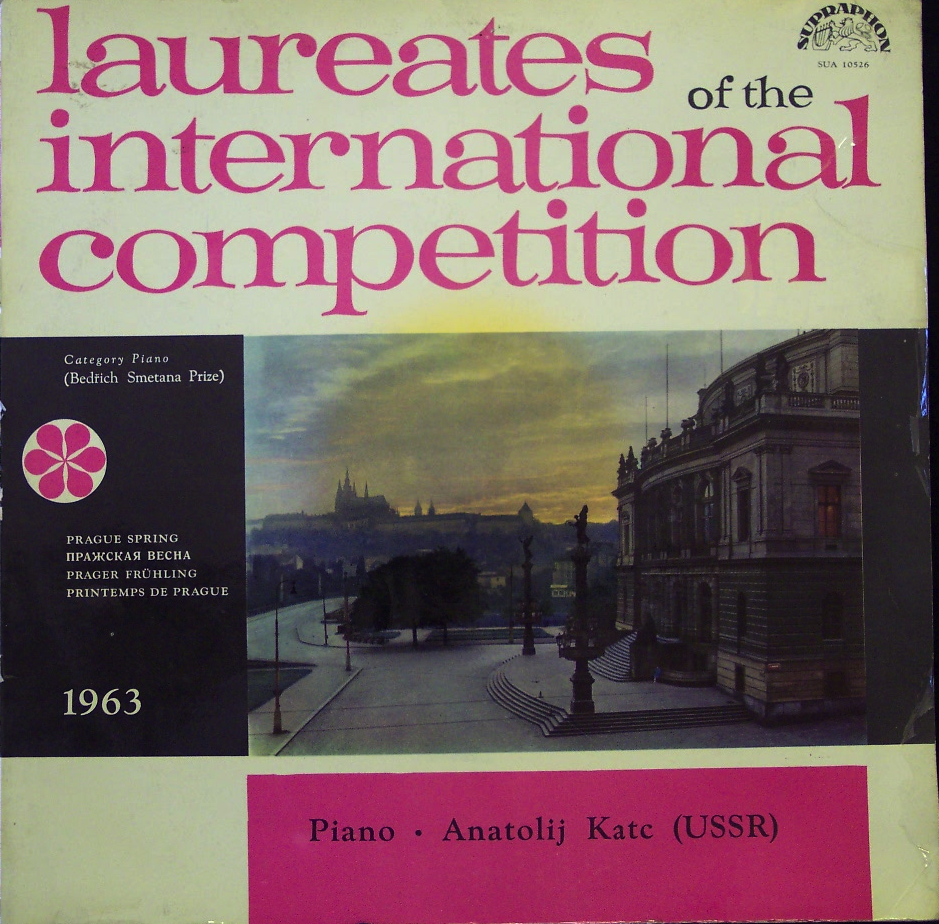 laureates
of the
international
competition
SUPRAPHON
SUA 10526
Category Piano
(Bedřich Smetana Prize)
PRAGUE SPRING
ПРАЖСКАЯ ВЕСНА
PRAGER FRÜHLING
PRINTEMPS DE PRAGUE
1963
Piano · Anatolij Katc (USSR)